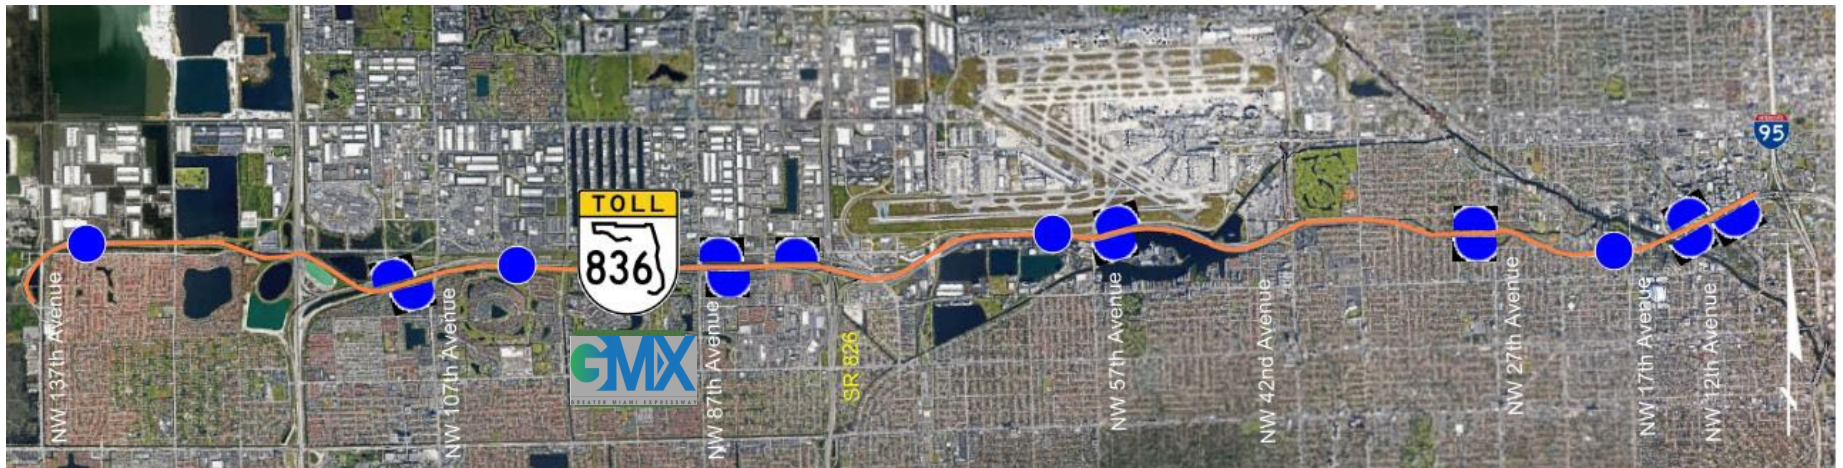 95
TOLL
836
GMX
GREATER MIAMI EXPRESSWAY
NW 137th Avenue
NW 107th Avenue
NW 87th Avenue
SR 826
NW 57th Avenue
NW 42nd Avenue
NW 27th Avenue
NW 17th Avenue
NW 12th Avenue